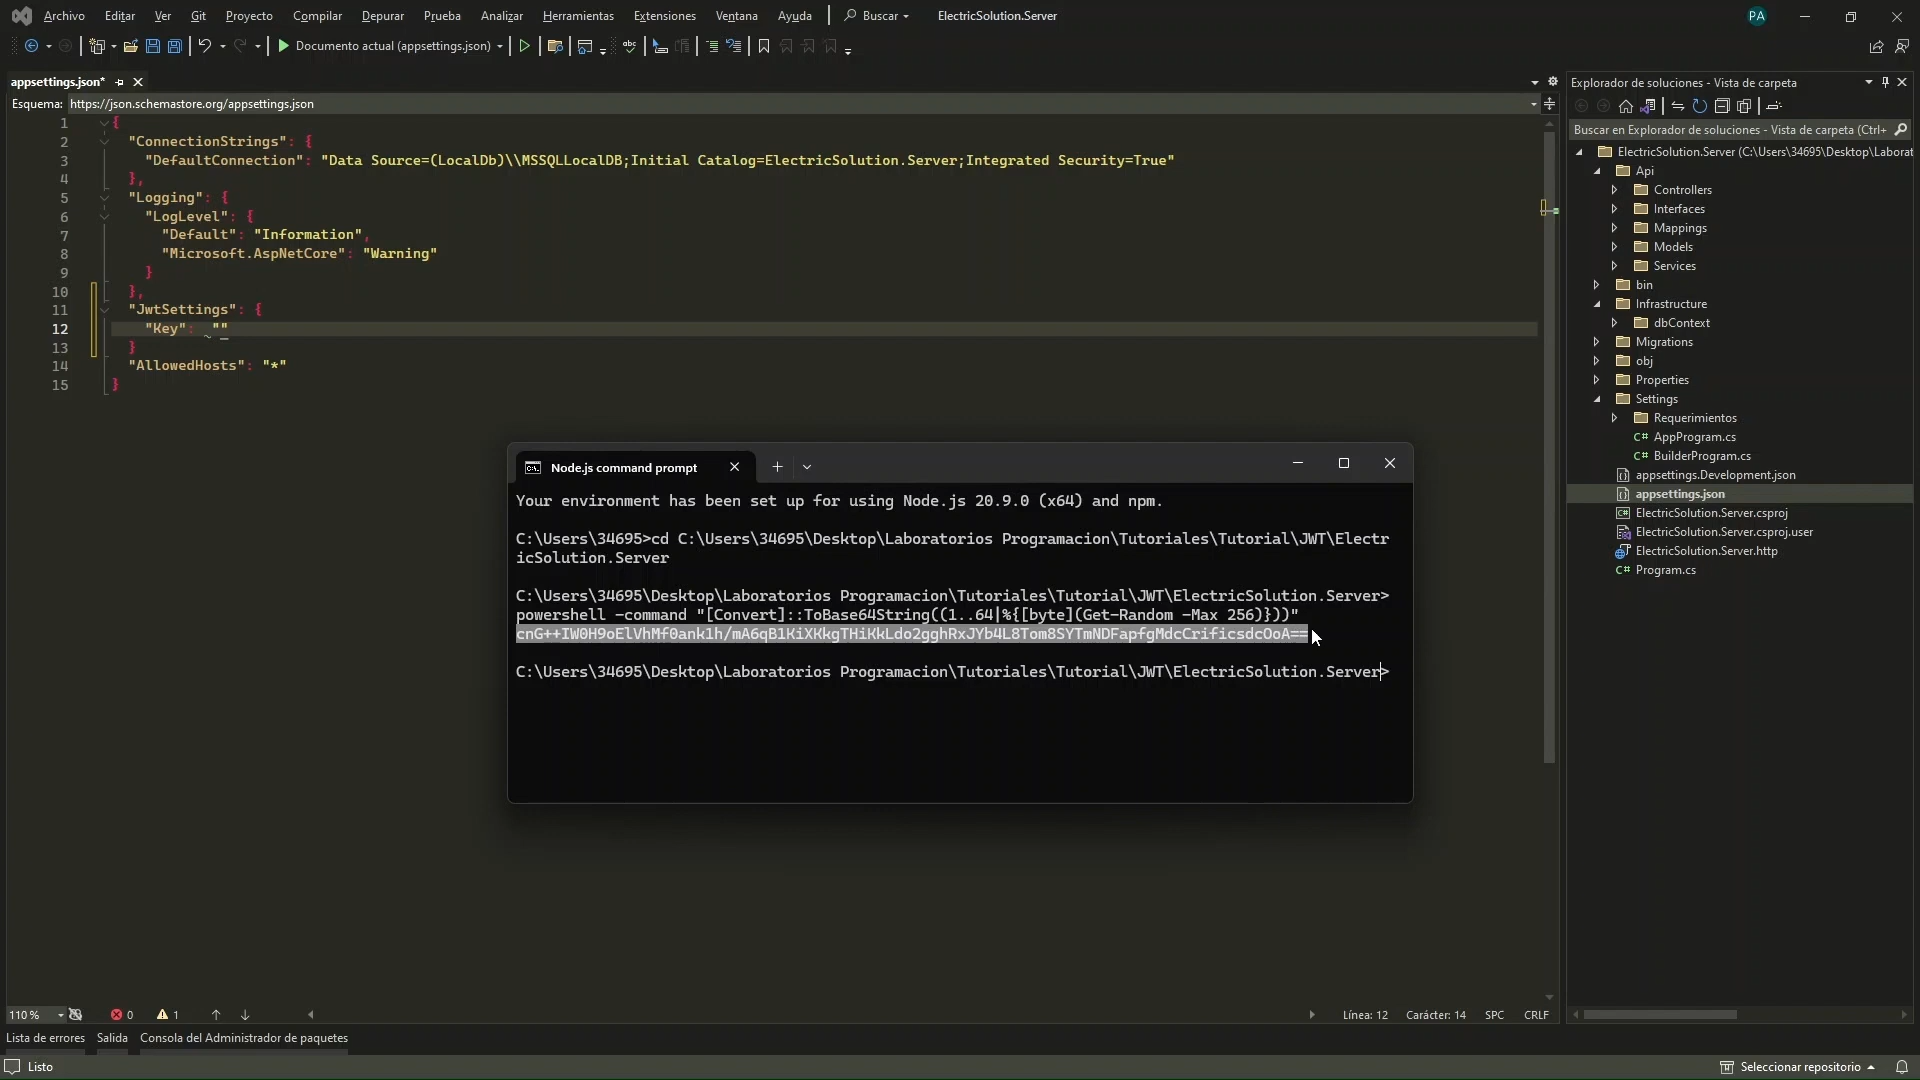 Archivo Editar Ver Git Proyecto Compilar Depurar Prueba Analizar Herramientas Extensiones Ventana Ayuda Buscar ElectricSolution.Server PA
Documento actual (appsettings.json)
appsettings.json*
Esquema: https://json.schemastore.org/appsettings.json
1 {
2 "ConnectionStrings": {
3 "DefaultConnection": "Data Source=(LocalDb)\\MSSQLLocalDB;Initial Catalog=ElectricSolution.Server;Integrated Security=True"
4 },
5 "Logging": {
6 "LogLevel": {
7 "Default": "Information",
8 "Microsoft.AspNetCore": "Warning"
9 }
10 },
11 "JwtSettings": {
12 "Key": ""
13 }
14 "AllowedHosts": "*"
15 }
Node.js command prompt
Your environment has been set up for using Node.js 20.9.0 (x64) and npm.
C:\Users\34695>cd C:\Users\34695\Desktop\Laboratorios Programacion\Tutoriales\Tutorial\JWT\Electr
icSolution.Server
C:\Users\34695\Desktop\Laboratorios Programacion\Tutoriales\Tutorial\JWT\ElectricSolution.Server>
powershell -command "[Convert]::ToBase64String((1..64|%{[byte](Get-Random -Max 256)}))"
cnG++IW0H9oElVhMf0ank1h/mA6qB1KiXKkgTHiKkLdo2gghRxJYb4L8Tom8SYTmNDFapfgMdcCrificsdcOoA==
C:\Users\34695\Desktop\Laboratorios Programacion\Tutoriales\Tutorial\JWT\ElectricSolution.Server>
Explorador de soluciones - Vista de carpeta
Buscar en Explorador de soluciones - Vista de carpeta (Ctrl+
ElectricSolution.Server (C:\Users\34695\Desktop\Laborat
Api
Controllers
Interfaces
Mappings
Models
Services
bin
Infrastructure
dbContext
Migrations
obj
Properties
Settings
Requerimientos
C# AppProgram.cs
C# BuilderProgram.cs
appsettings.Development.json
appsettings.json
ElectricSolution.Server.csproj
ElectricSolution.Server.csproj.user
ElectricSolution.Server.http
C# Program.cs
110 % 0 1 Línea: 12 Carácter: 14 SPC CRLF
Lista de errores Salida Consola del Administrador de paquetes
Listo Seleccionar repositorio